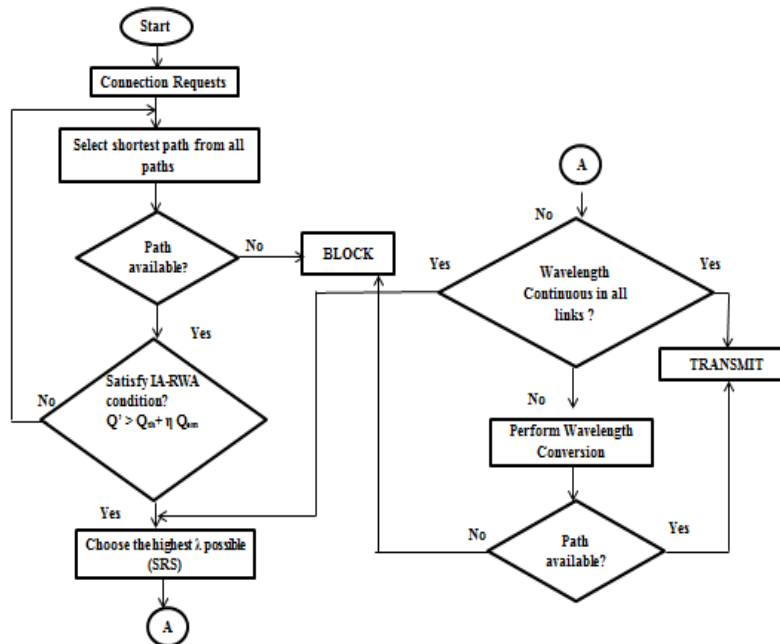 Start
Connection Requests
Select shortest path from all
paths
Path
available?
No
BLOCK
Yes
Satisfy IA-RWA
condition?
Q' > Qth + η Q
No
Yes
Choose the highest λ possible
(SRS)
A
A
No
Yes
Wavelength
Continuous in all
links ?
Yes
TRANSMIT
No
Perform Wavelength
Conversion
No
Path
available?
Yes